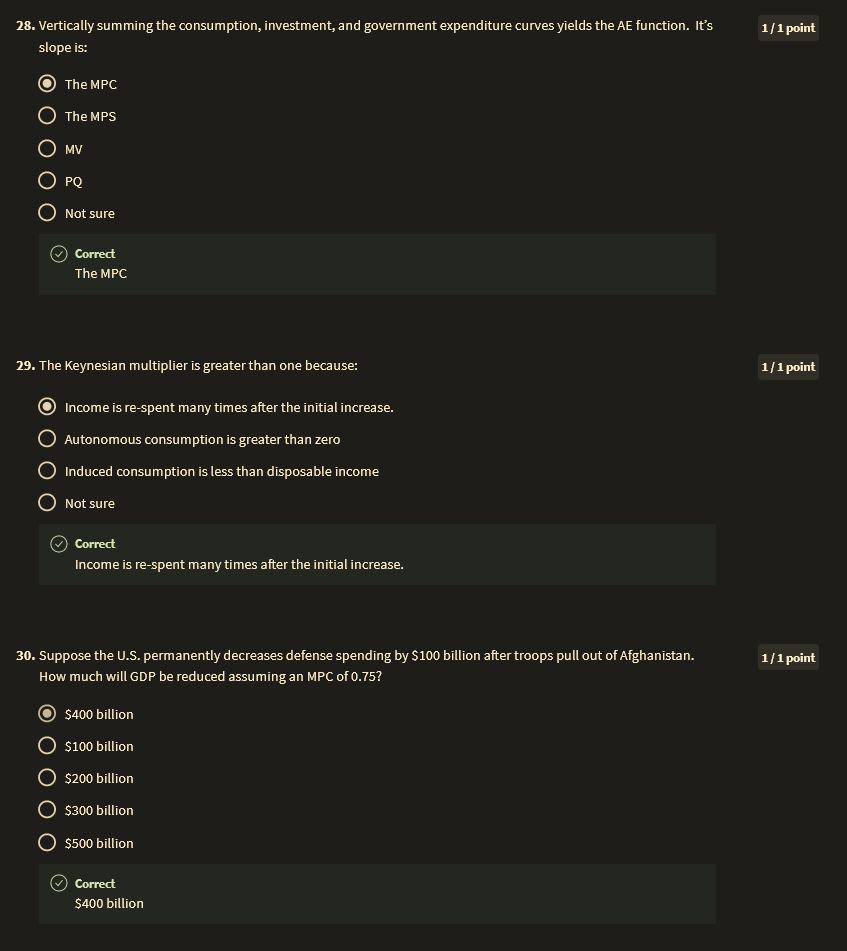 28. Vertically summing the consumption, investment, and government expenditure curves yields the AE function. It's
1 / 1 point
slope is:
The MPC
The MPS
MV
PQ
Not sure
Correct
The MPC
29. The Keynesian multiplier is greater than one because:
1 / 1 point
Income is re-spent many times after the initial increase.
Autonomous consumption is greater than zero
Induced consumption is less than disposable income
Not sure
Correct
Income is re-spent many times after the initial increase.
30. Suppose the U.S. permanently decreases defense spending by $100 billion after troops pull out of Afghanistan.
1 / 1 point
How much will GDP be reduced assuming an MPC of 0.75?
$400 billion
$100 billion
$200 billion
$300 billion
$500 billion
Correct
$400 billion